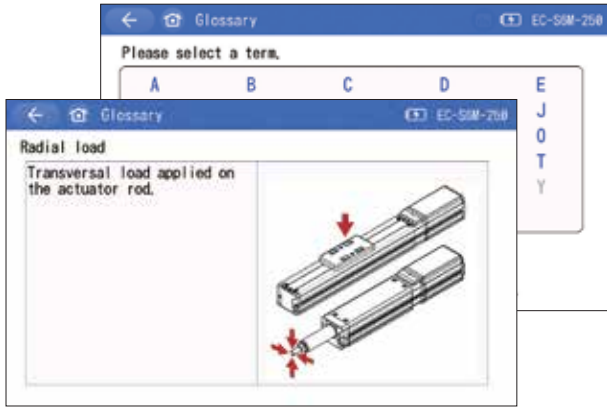 Glossary
EC-S6M-250
Please select a term.
A B C D E
J
O
T
Y
Glossary
EC-S6M-250
Radial load
Transversal load applied on
the actuator rod.